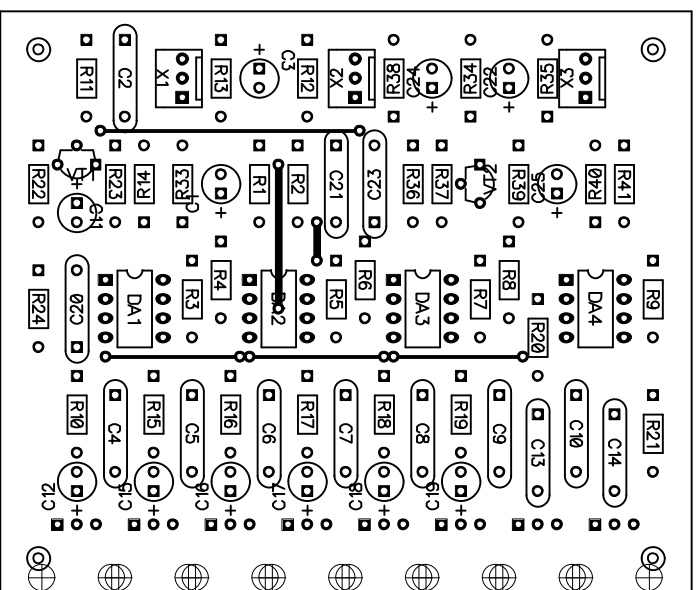 R11
C2
X1
R13
+
C3
R12
X2
R38
C24
+
R34
C22
+
R35
X3
R22
+
C11
R23
R14
R33
C1
+
R1
R2
C21
C23
R36
R37
R39
C25
+
R40
R41
R24
C20
DA1
R3
R4
DA2
R5
R6
DA3
R7
R8
R20
DA4
R9
R10
C4
R15
C5
R16
C6
R17
C7
R18
C8
R19
C9
C13
C10
C14
R21
C12
+
C15
+
C16
+
C17
+
C18
+
C19
+